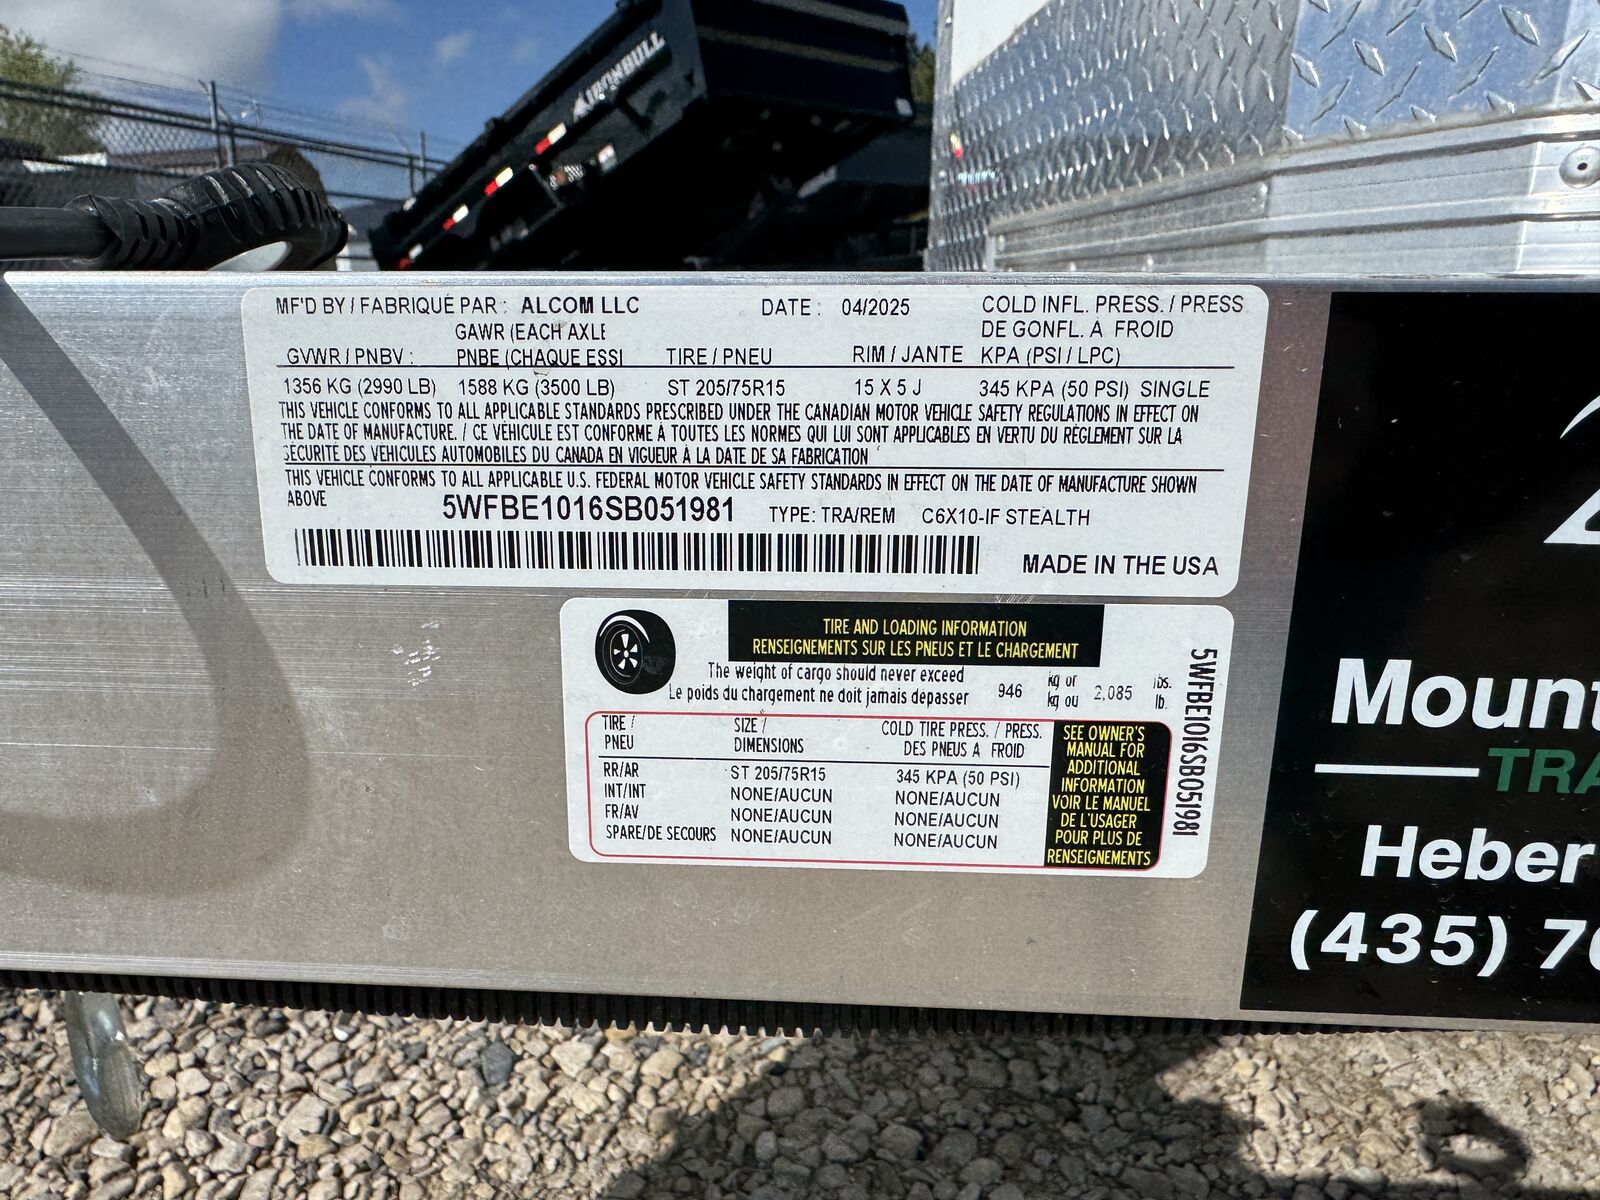 IRONBULL
MF'D BY / FABRIQUÉ PAR : ALCOM LLC DATE : 04/2025 COLD INFL. PRESS. / PRESS
GAWR (EACH AXLE DE GONFL. À FROID
GVWR / PNBV : PNBE (CHAQUE ESSI TIRE / PNEU RIM / JANTE KPA (PSI / LPC)
1356 KG (2990 LB) 1588 KG (3500 LB) ST 205/75R15 15 X 5 J 345 KPA (50 PSI) SINGLE
THIS VEHICLE CONFORMS TO ALL APPLICABLE STANDARDS PRESCRIBED UNDER THE CANADIAN MOTOR VEHICLE SAFETY REGULATIONS IN EFFECT ON
THE DATE OF MANUFACTURE. / CE VÉHICULE EST CONFORME À TOUTES LES NORMES QUI LUI SONT APPLICABLES EN VERTU DU RÈGLEMENT SUR LA
SÉCURITÉ DES VÉHICULES AUTOMOBILES DU CANADA EN VIGUEUR À LA DATE DE SA FABRICATION
THIS VEHICLE CONFORMS TO ALL APPLICABLE U.S. FEDERAL MOTOR VEHICLE SAFETY STANDARDS IN EFFECT ON THE DATE OF MANUFACTURE SHOWN
ABOVE 5WFBE1016SB051981 TYPE: TRA/REM C6X10-IF STEALTH
MADE IN THE USA
TIRE AND LOADING INFORMATION
RENSEIGNEMENTS SUR LES PNEUS ET LE CHARGEMENT
The weight of cargo should never exceed kg or lbs.
Le poids du chargement ne doit jamais depasser 946 kg ou 2,085 lb.
TIRE / SIZE / COLD TIRE PRESS. / PRESS.
PNEU DIMENSIONS DES PNEUS A FROID
RR/AR ST 205/75R15 345 KPA (50 PSI)
INT/INT NONE/AUCUN NONE/AUCUN
FR/AV NONE/AUCUN NONE/AUCUN
SPARE/DE SECOURS NONE/AUCUN NONE/AUCUN
SEE OWNER'S
MANUAL FOR
ADDITIONAL
INFORMATION
VOIR LE MANUEL
DE L'USAGER
POUR PLUS DE
RENSEIGNEMENTS
5WFBE1016SB051981
Mount
TRA
Heber
(435) 70